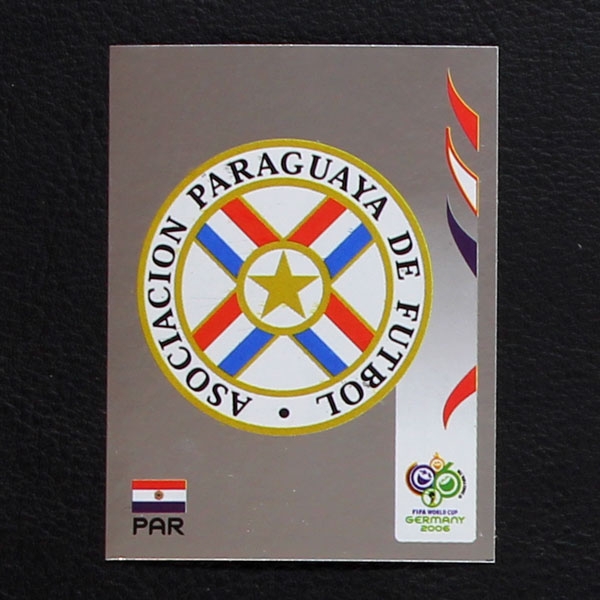 ASOCIACION PARAGUAYA DE FUTBOL •
PAR
FIFA WORLD CUP
GERMANY
2006